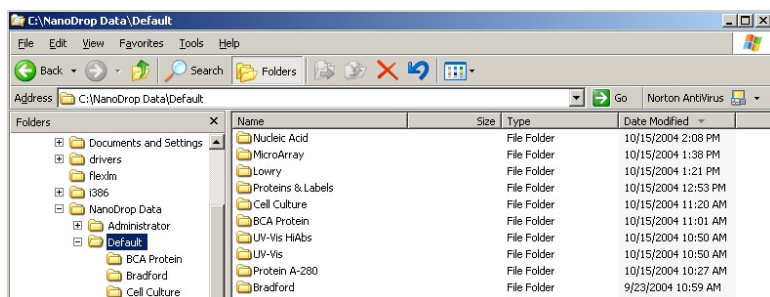 C:\NanoDrop Data\Default
File Edit View Favorites Tools Help
Back Search Folders
Address C:\NanoDrop Data\Default Go Norton AntiVirus
Folders
Documents and Settings
drivers
flexlm
i386
NanoDrop Data
Administrator
Default
BCA Protein
Bradford
Cell Culture
Name Size Type Date Modified
Nucleic Acid File Folder 10/15/2004 2:08 PM
MicroArray File Folder 10/15/2004 1:38 PM
Lowry File Folder 10/15/2004 1:21 PM
Proteins & Labels File Folder 10/15/2004 12:53 PM
Cell Culture File Folder 10/15/2004 11:20 AM
BCA Protein File Folder 10/15/2004 11:01 AM
UV-Vis HiAbs File Folder 10/15/2004 10:50 AM
UV-Vis File Folder 10/15/2004 10:50 AM
Protein A-280 File Folder 10/15/2004 10:27 AM
Bradford File Folder 9/23/2004 10:59 AM